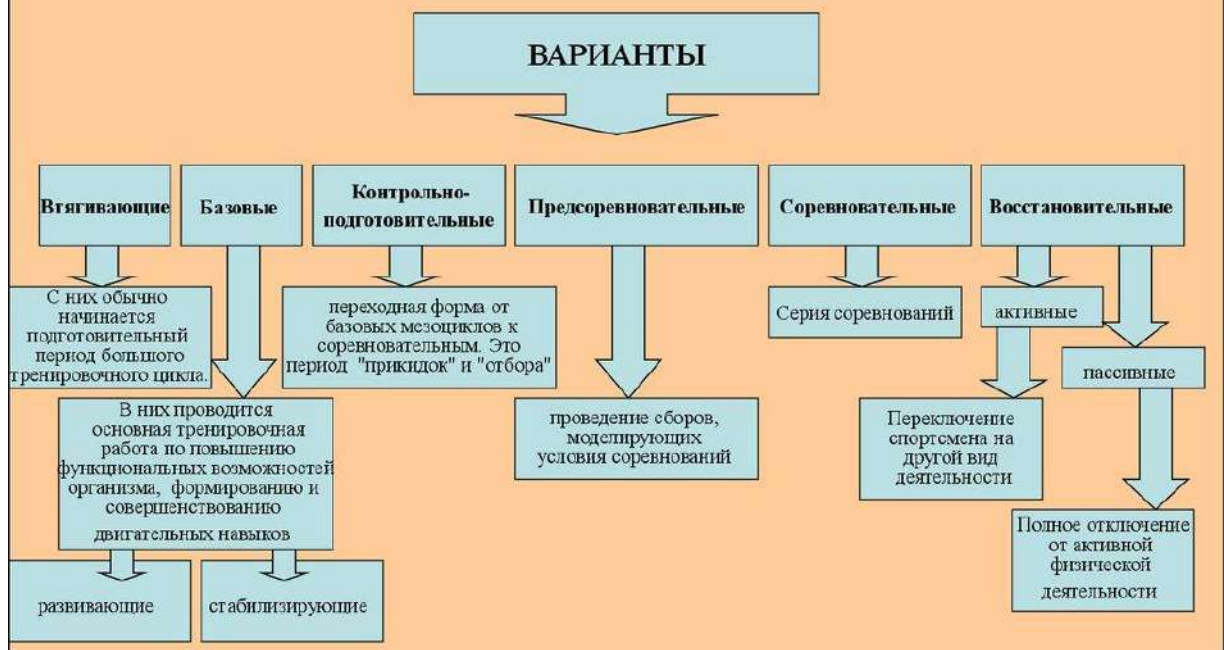 ВАРИАНТЫ
Втягивающие
Базовые
Контрольно-
подготовительные
Предсоревновательные
Соревновательные
Восстановительные
С них обычно
начинается
подготовительный
период большого
тренировочного цикла.
переходная форма от
базовых мезоциклов к
соревновательным. Это
период "прикидок" и "отбора"
Серия соревнований
активные
пассивные
В них проводится
основная тренировочная
работа по повышению
функциональных возможностей
организма, формированию и
совершенствованию
двигательных навыков
проведение сборов,
моделирующих
условия соревнований
Переключение
спортсмена на
другой вид
деятельности
Полное отключение
от активной
физической
деятельности
развивающие
стабилизирующие